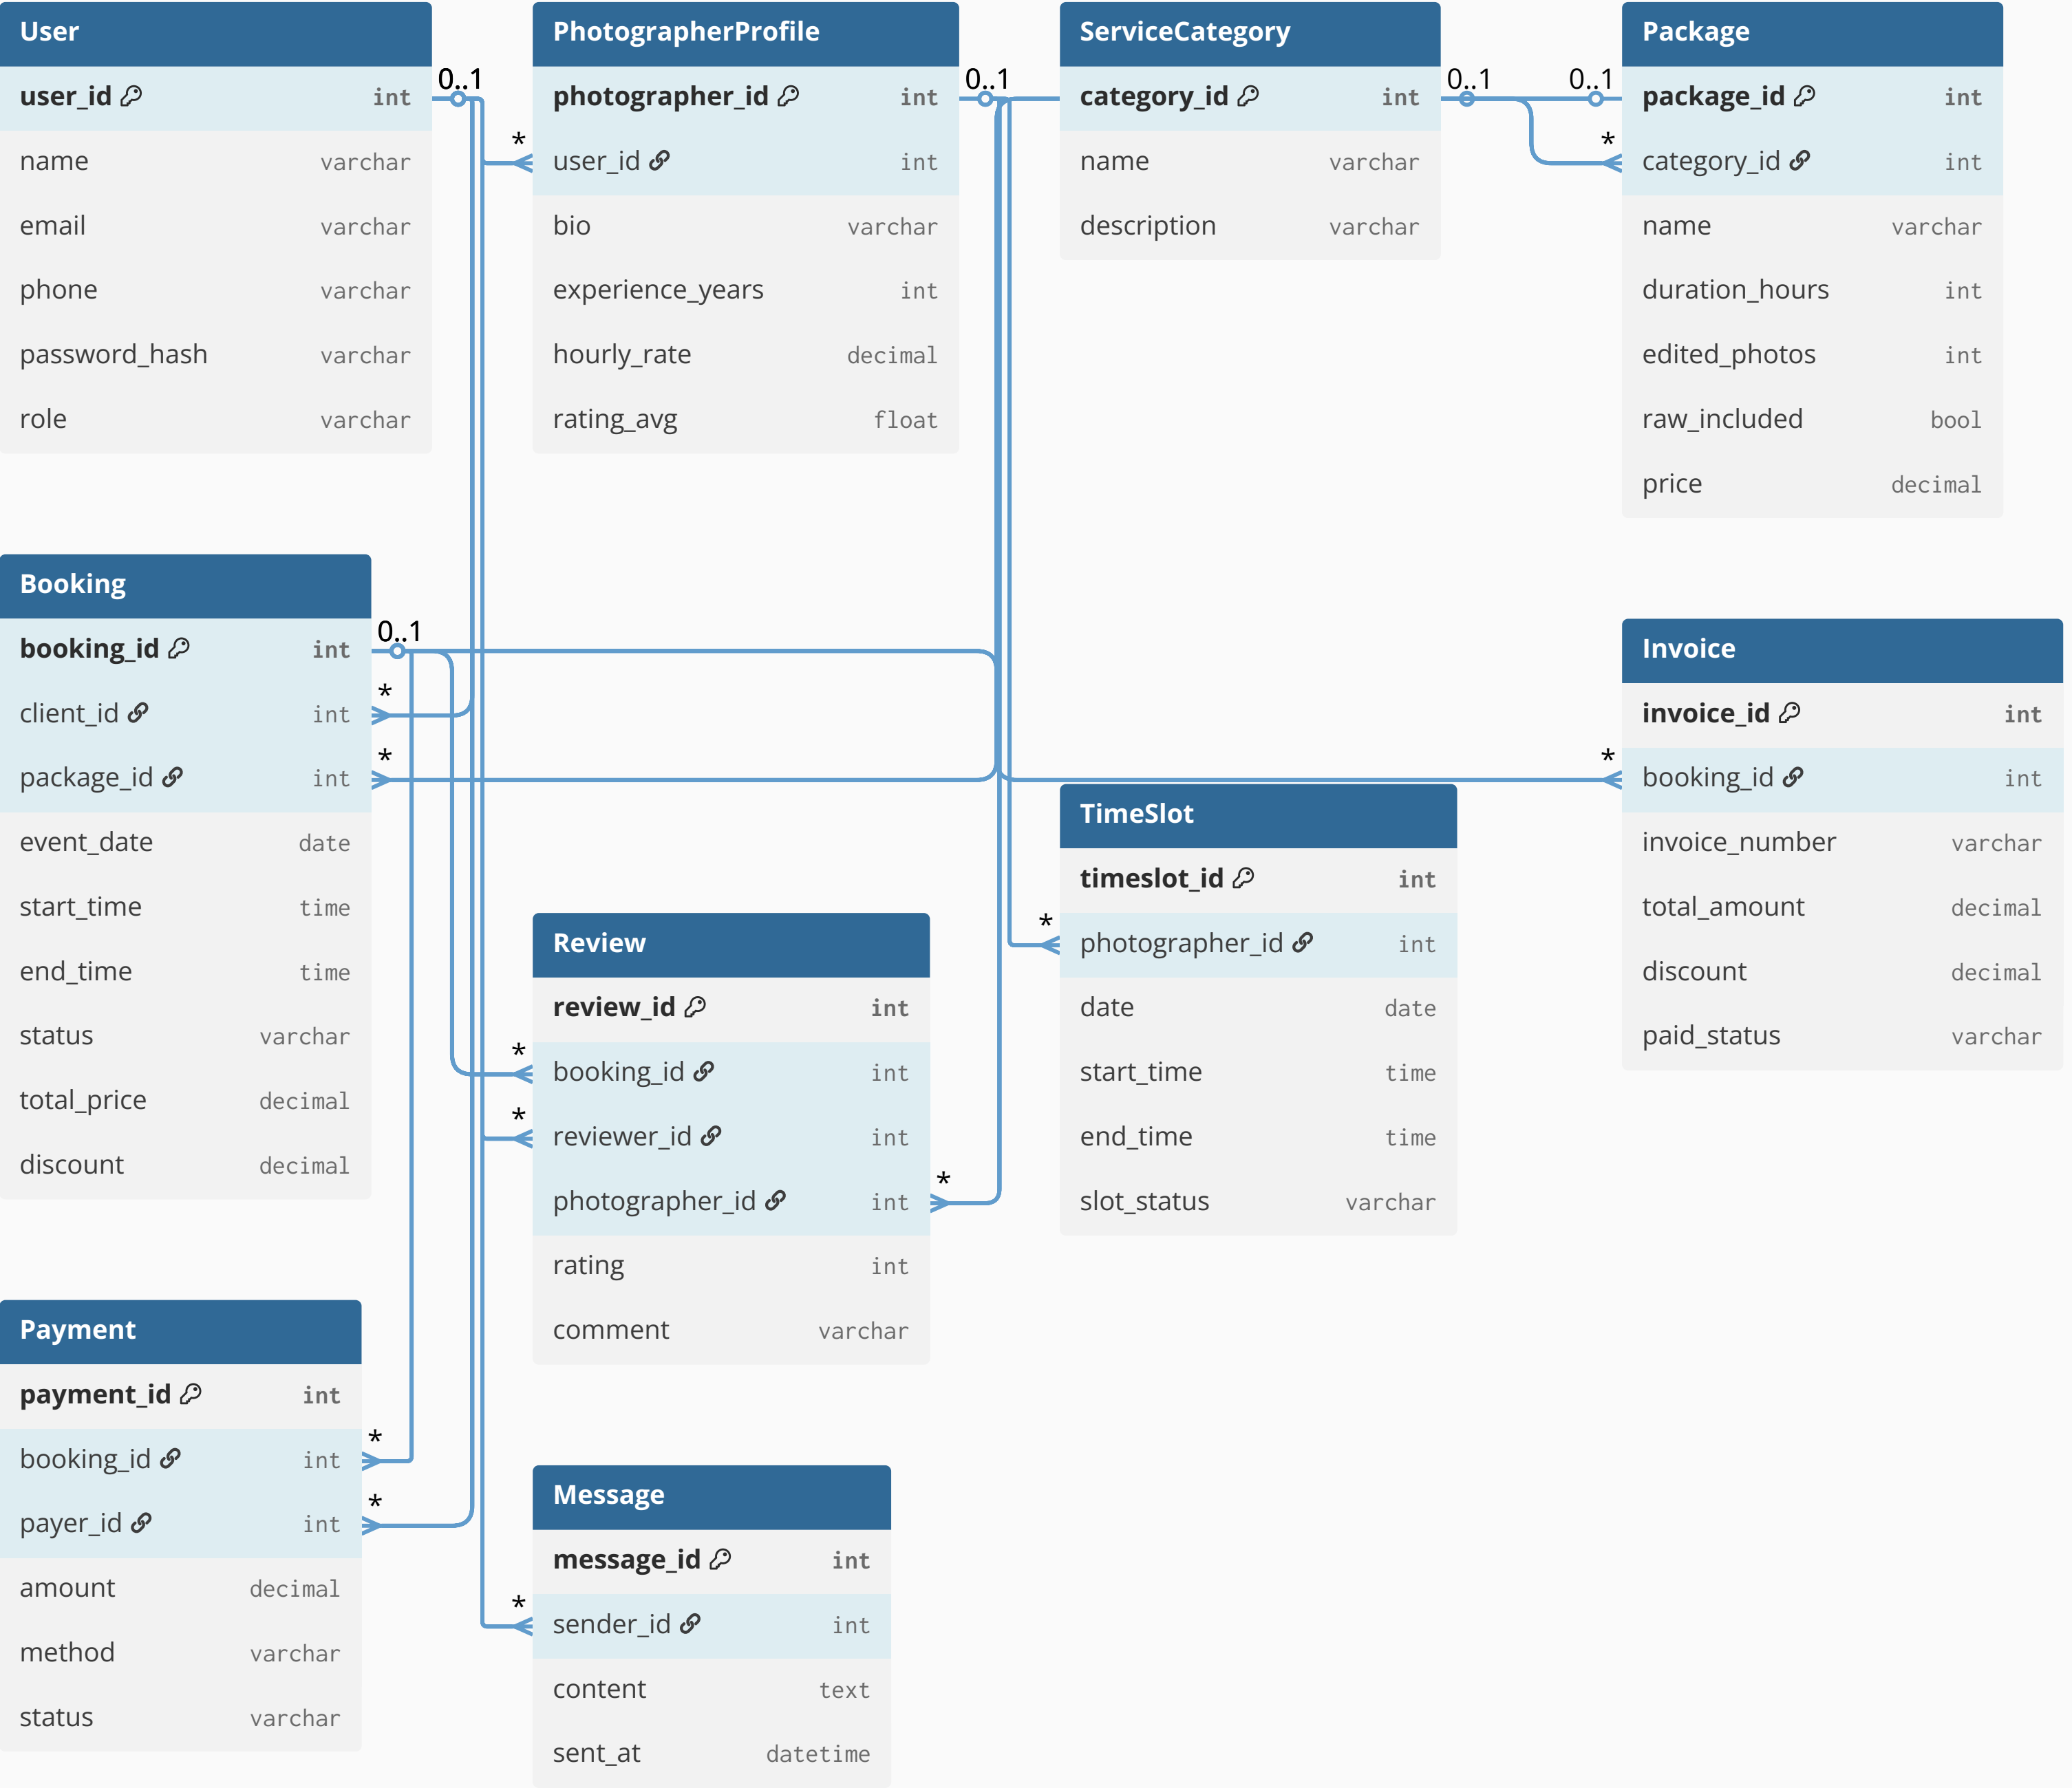 User
user_id int
name varchar
email varchar
phone varchar
password_hash varchar
role varchar
0..1
*
PhotographerProfile
photographer_id int
user_id int
bio varchar
experience_years int
hourly_rate decimal
rating_avg float
0..1
ServiceCategory
category_id int
name varchar
description varchar
0..1
0..1
*
Package
package_id int
category_id int
name varchar
duration_hours int
edited_photos int
raw_included bool
price decimal
Booking
booking_id int
client_id int
package_id int
event_date date
start_time time
end_time time
status varchar
total_price decimal
discount decimal
0..1
*
*
*
Invoice
invoice_id int
booking_id int
invoice_number varchar
total_amount decimal
discount decimal
paid_status varchar
*
TimeSlot
timeslot_id int
photographer_id int
date date
start_time time
end_time time
slot_status varchar
*
*
Review
review_id int
booking_id int
reviewer_id int
photographer_id int
rating int
comment varchar
*
Payment
payment_id int
booking_id int
payer_id int
amount decimal
method varchar
status varchar
*
*
*
Message
message_id int
sender_id int
content text
sent_at datetime